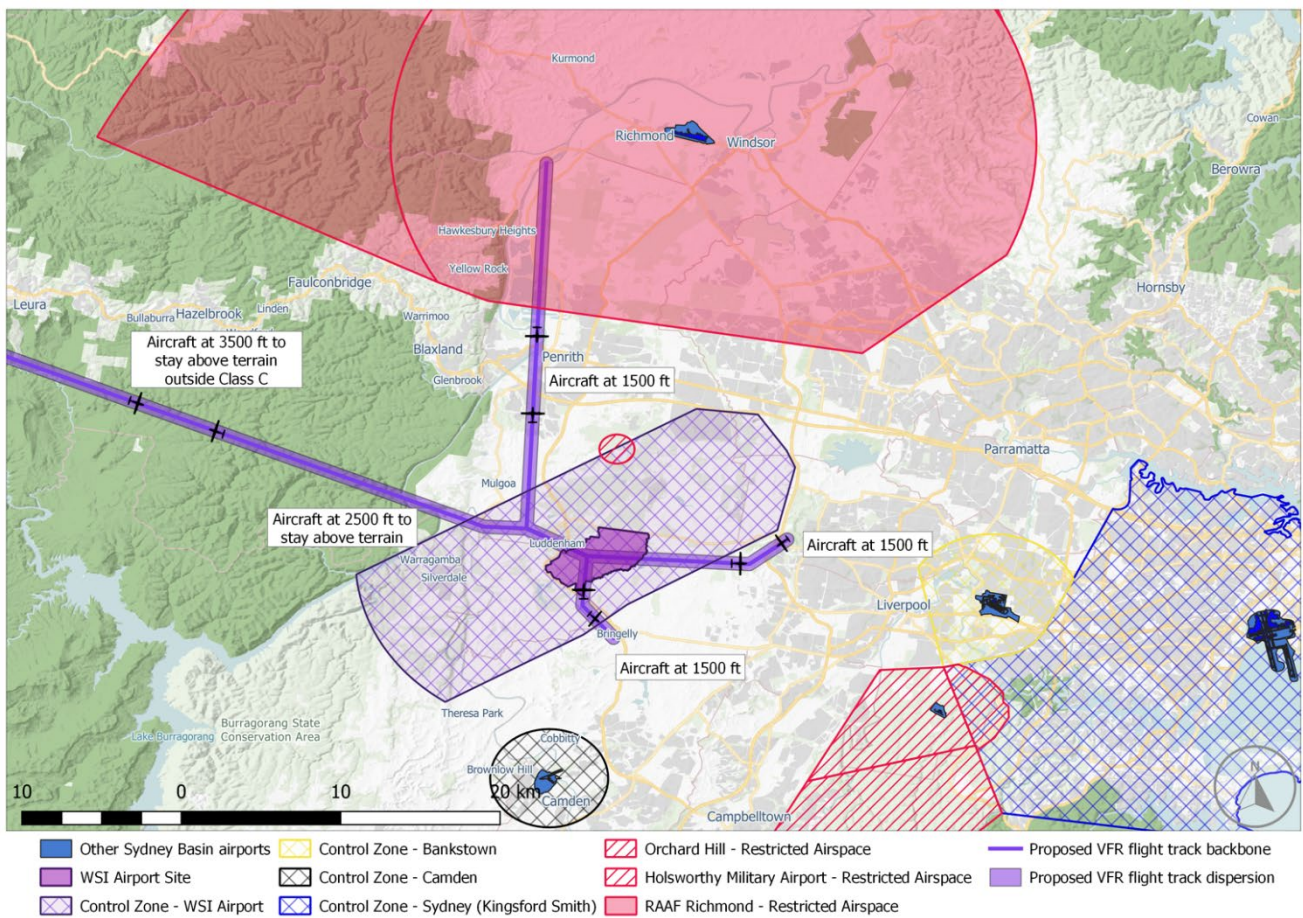 Kurmond
Richmond
Windsor
Cowan
Berowra
Hawkesbury Heights
Yellow Rock
Faulconbridge
Hornsby
Leura
Bullaburra
Hazelbrook
Linden
Warrimoo
Aircraft at 3500 ft to
stay above terrain
outside Class C
Blaxland
Penrith
Glenbrook
Aircraft at 1500 ft
Parramatta
Mulgoa
Aircraft at 2500 ft to
stay above terrain
Luddenham
Aircraft at 1500 ft
Warragamba
Silverdale
Liverpool
Bringelly
Aircraft at 1500 ft
Theresa Park
Burragorang State
Conservation Area
Lake Burragorang
Cobbitty
Brownlow Hill
Camden
Campbelltown
N
10 0 10 20 km
Other Sydney Basin airports
WSI Airport Site
Control Zone - WSI Airport
Control Zone - Bankstown
Control Zone - Camden
Control Zone - Sydney (Kingsford Smith)
Orchard Hill - Restricted Airspace
Holsworthy Military Airport - Restricted Airspace
RAAF Richmond - Restricted Airspace
Proposed VFR flight track backbone
Proposed VFR flight track dispersion